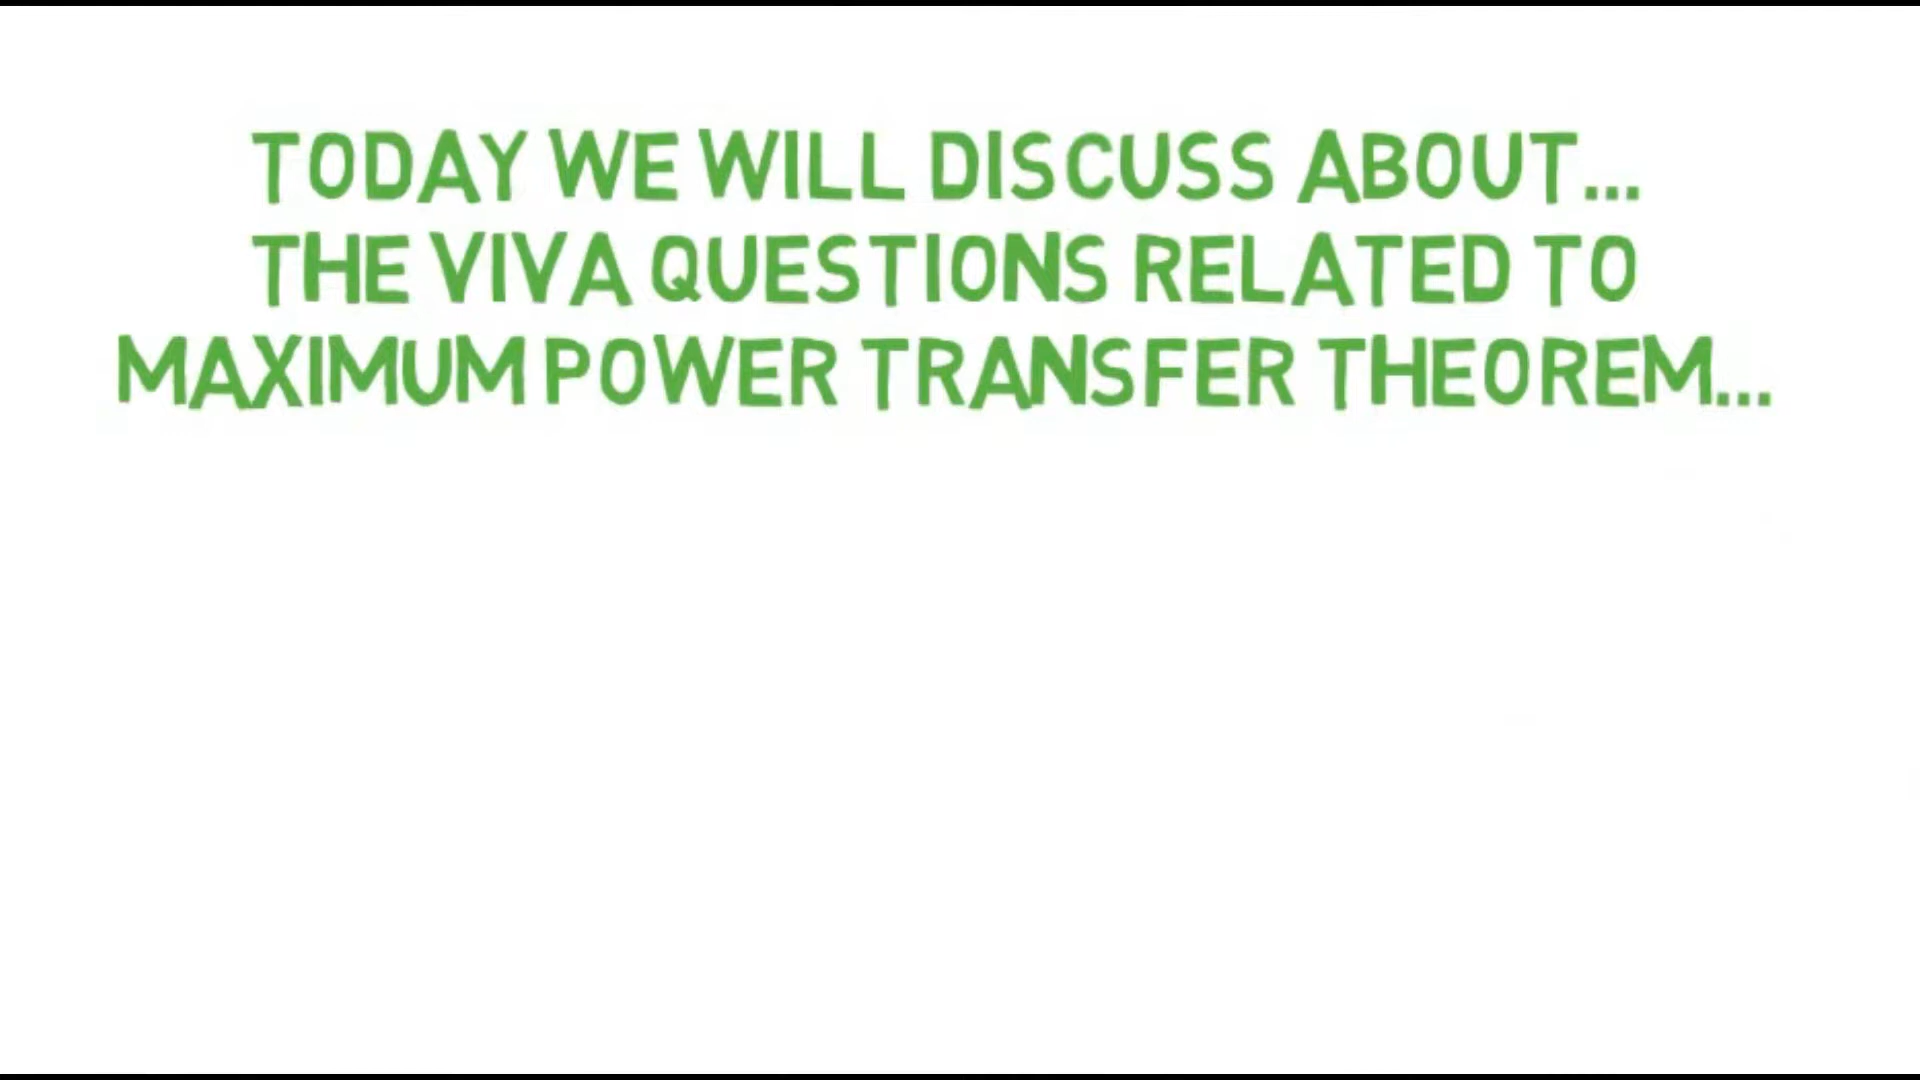 TODAY WE WILL DISCUSS ABOUT...
THE VIVA QUESTIONS RELATED TO
MAXIMUM POWER TRANSFER THEOREM...